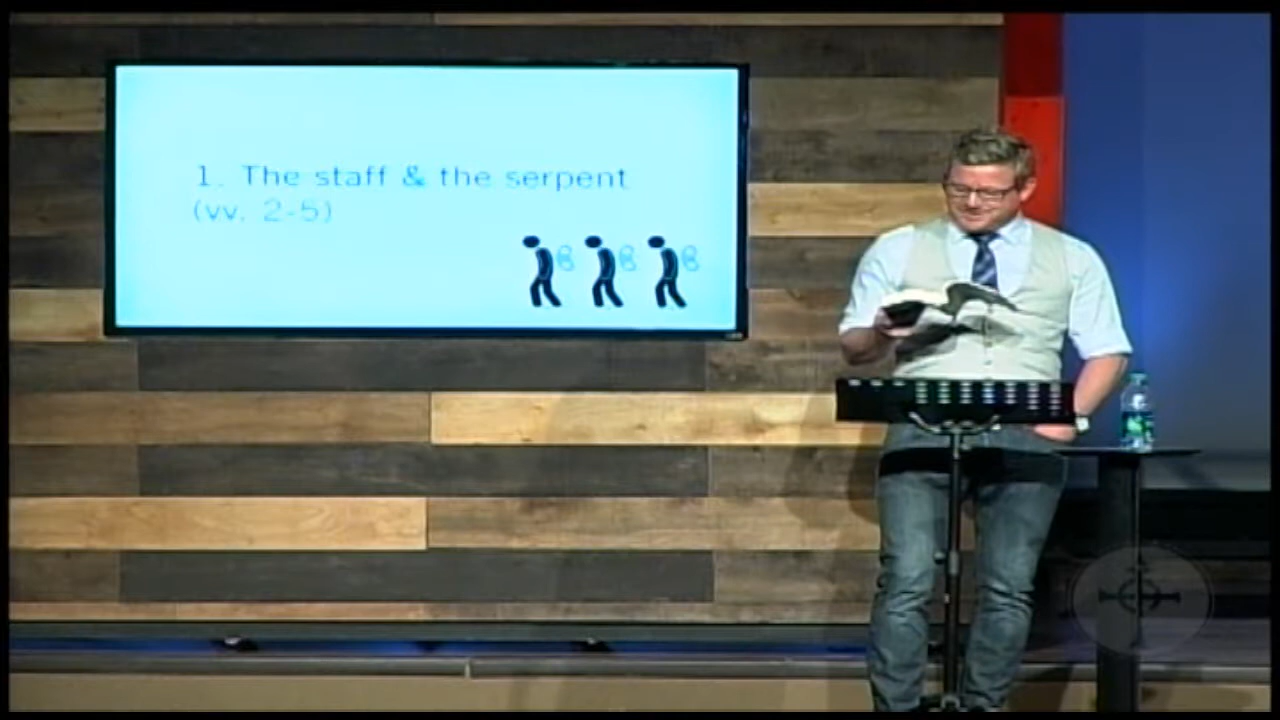 1. The staff & the serpent
(vv. 2-5)